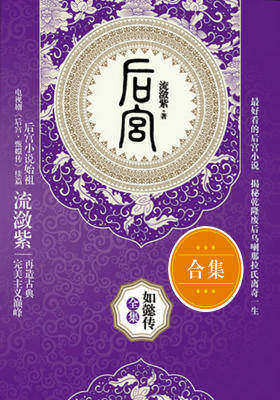 后宫
流潋紫·著
最好看的后宫小说 揭秘乾隆废后乌喇那拉氏离奇一生
后宫小说始祖
电视剧《后宫·甄嬛传》续篇
流潋紫
再造古典
完美主义巅峰
合集
如懿传
全集